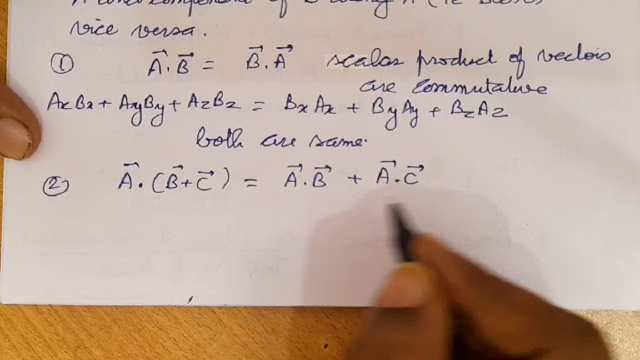 vice versa.
① A⃗.B⃗ = B⃗.A⃗ scalar product of vectors
are commutative
AxBx + AyBy + AzBz = BxAx + ByAy + BzAz
both are same.
② A⃗.(B⃗+C⃗) = A⃗.B⃗ + A⃗.C⃗